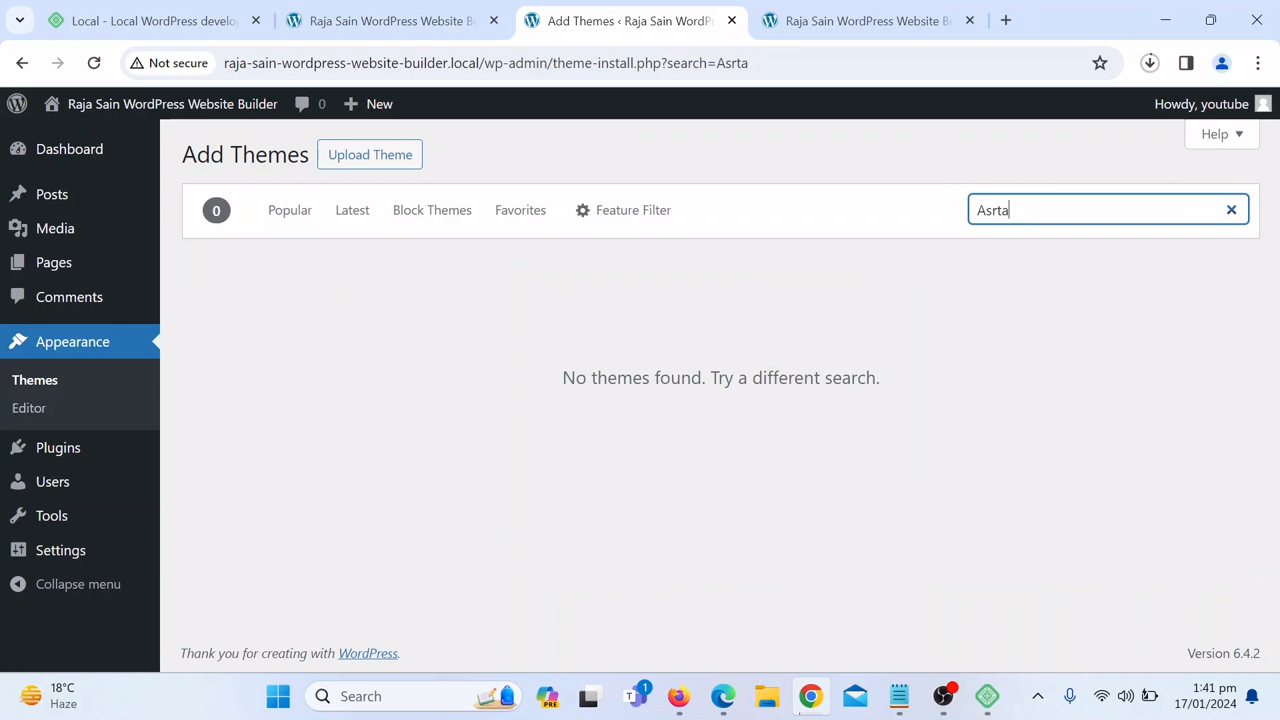 Local - Local WordPress develo
Raja Sain WordPress Website Bu
Add Themes ‹ Raja Sain WordPr
Raja Sain WordPress Website B
Not secure
raja-sain-wordpress-website-builder.local/wp-admin/theme-install.php?search=Asrta
Raja Sain WordPress Website Builder
0
New
Howdy, youtube
Dashboard
Posts
Media
Pages
Comments
Appearance
Themes
Editor
Plugins
Users
Tools
Settings
Collapse menu
Help
Add Themes
Upload Theme
0
Popular
Latest
Block Themes
Favorites
Feature Filter
Asrta
No themes found. Try a different search.
Thank you for creating with WordPress.
Version 6.4.2
18°C
Haze
Search
PRE
1
1:41 pm
17/01/2024